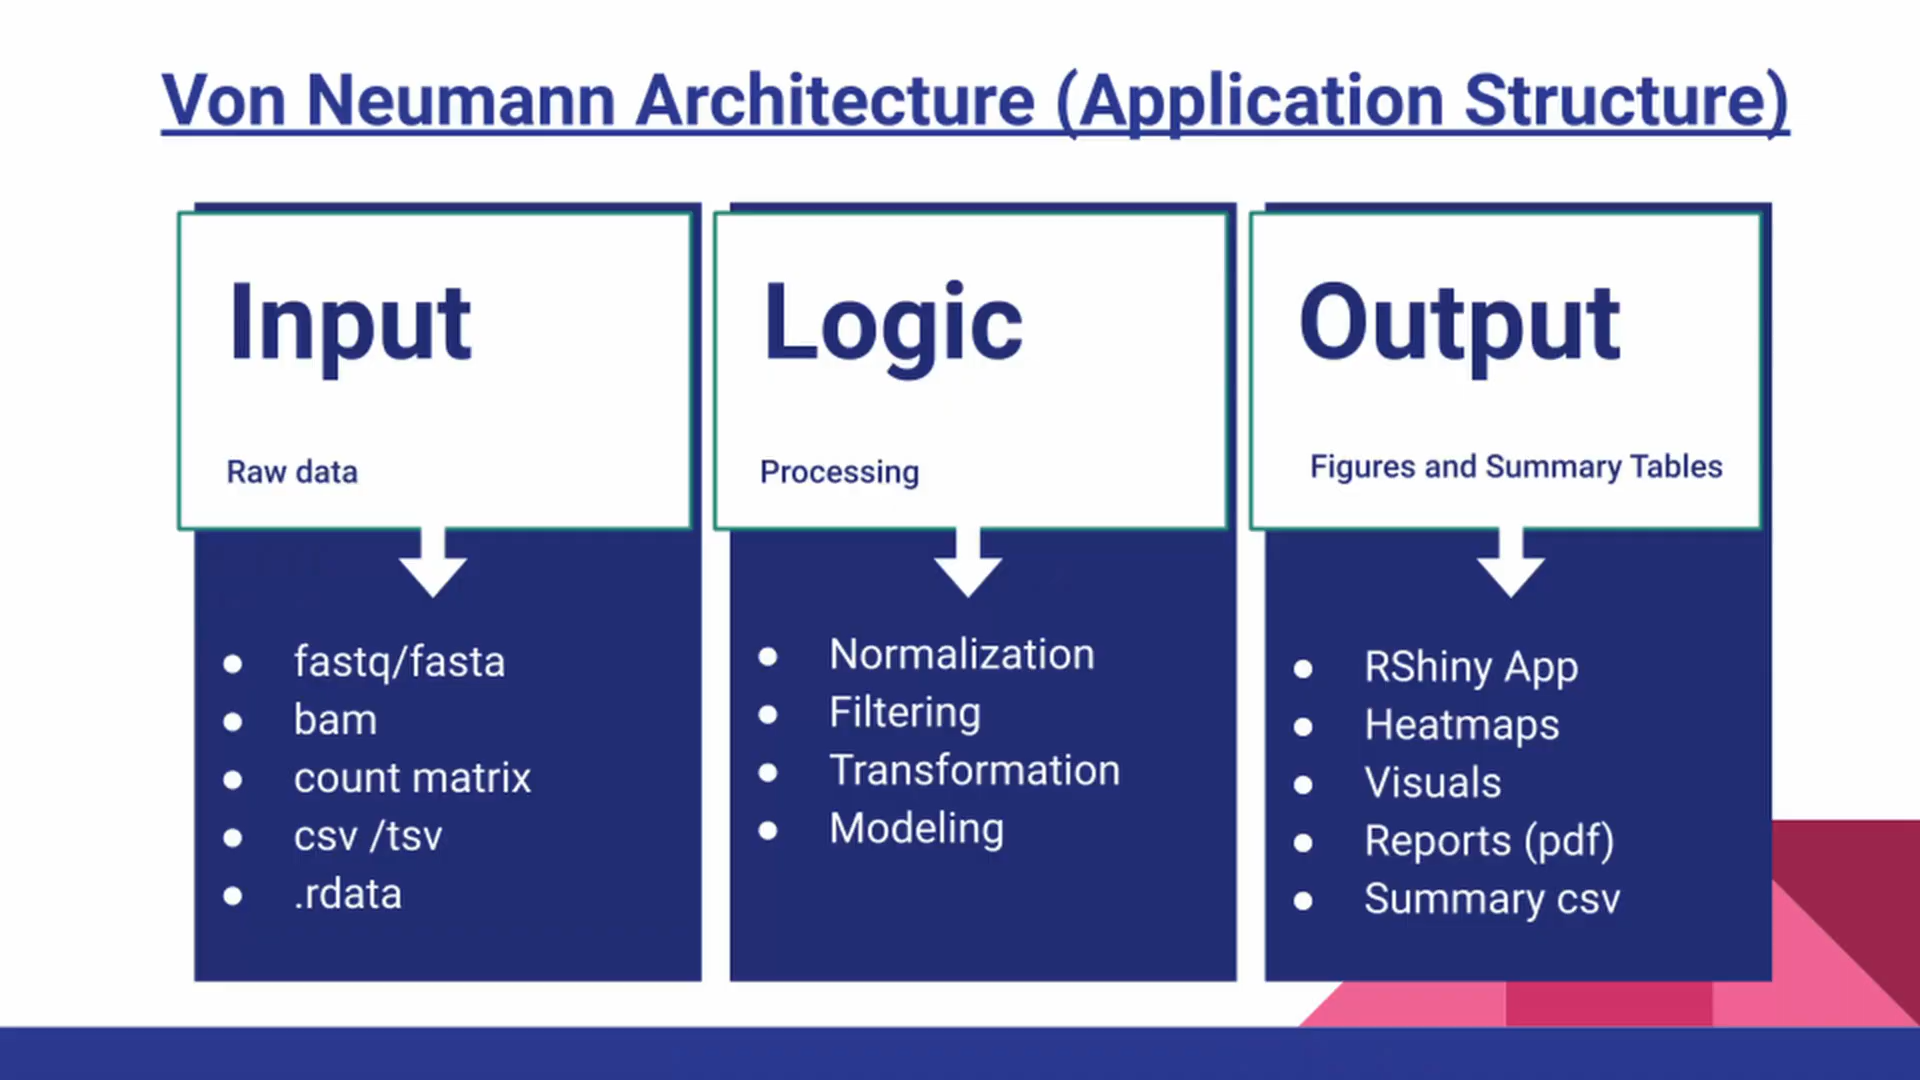 Von Neumann Architecture (Application Structure)
Input
Raw data
fastq/fasta
bam
count matrix
csv /tsv
.rdata
Logic
Processing
Normalization
Filtering
Transformation
Modeling
Output
Figures and Summary Tables
RShiny App
Heatmaps
Visuals
Reports (pdf)
Summary csv